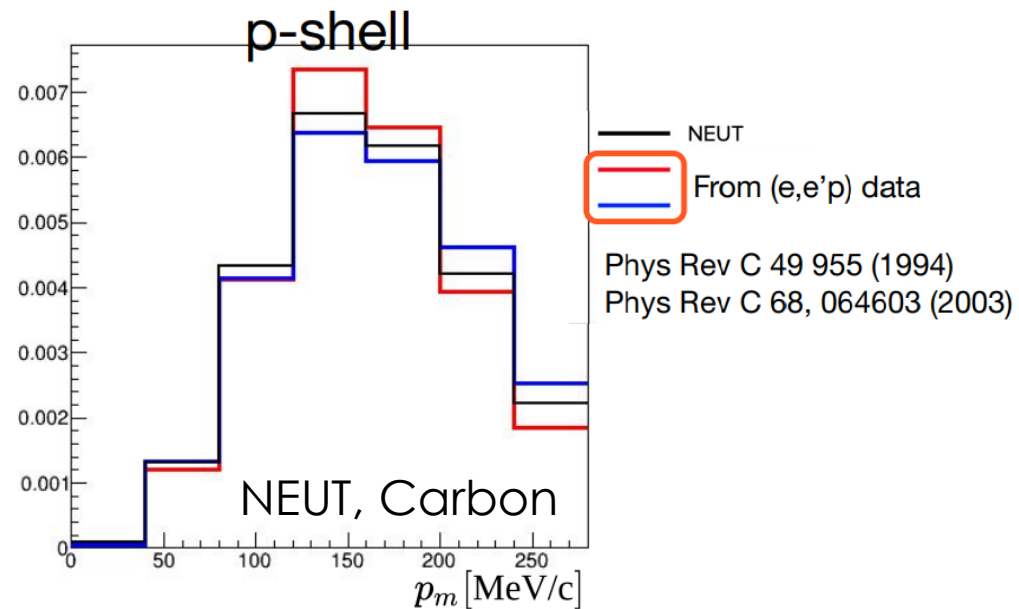 p-shell
0.007
0.006
0.005
0.004
0.003
0.002
0.001
0
0 50 100 150 200 250
p_m [MeV/c]
NEUT, Carbon
NEUT
From (e,e’p) data
Phys Rev C 49 955 (1994)
Phys Rev C 68, 064603 (2003)